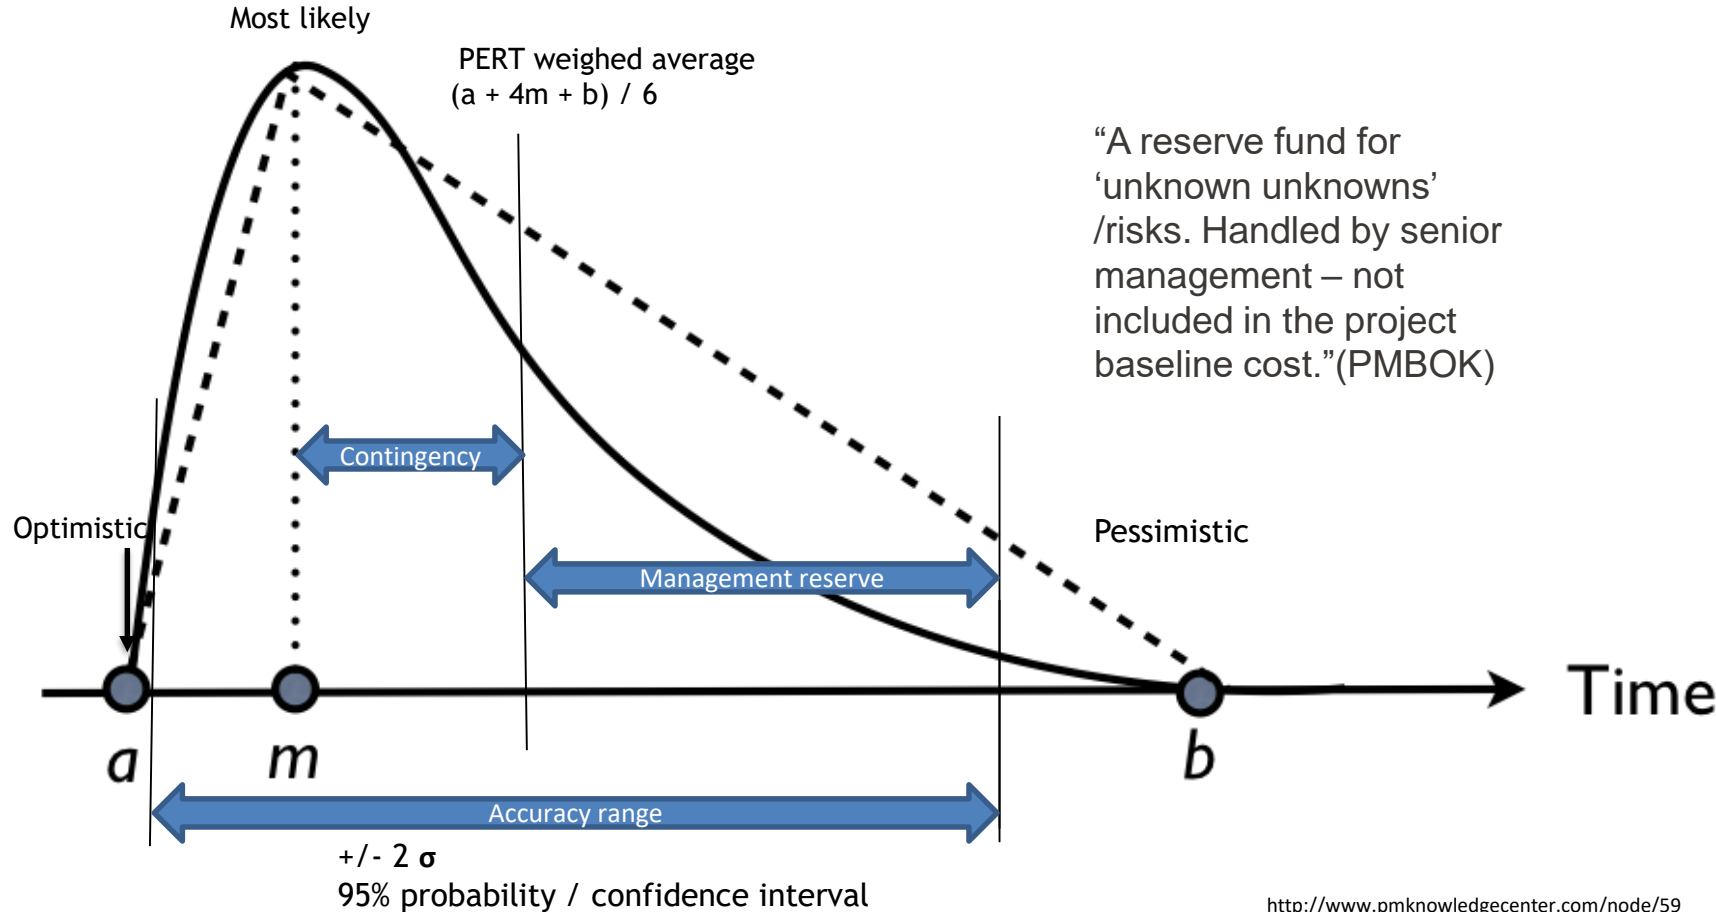 Most likely
PERT weighed average
(a + 4m + b) / 6
“A reserve fund for
‘unknown unknowns’
/risks. Handled by senior
management – not
included in the project
baseline cost.”(PMBOK)
Contingency
Optimistic
Pessimistic
Management reserve
Time
a
m
b
Accuracy range
+/- 2 σ
95% probability / confidence interval
http://www.pmknowledgecenter.com/node/59